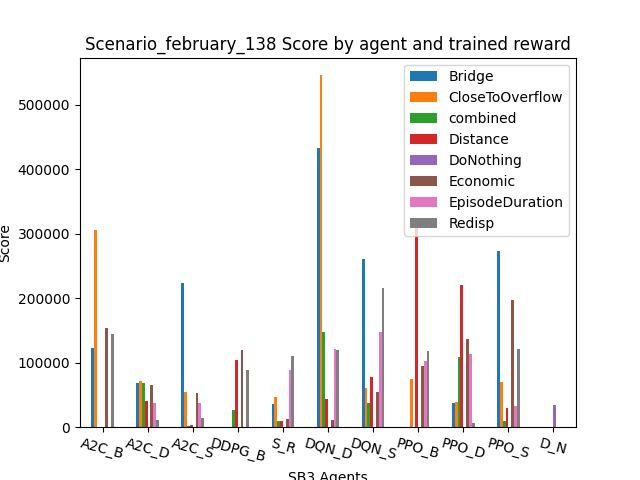 Scenario_february_138 Score by agent and trained reward
Bridge
CloseToOverflow
combined
Distance
DoNothing
Economic
EpisodeDuration
Redisp
Score
500000
400000
300000
200000
100000
0
A2C_B
A2C_D
A2C_S
DDPG_B
S_R
DQN_D
DQN_S
PPO_B
PPO_D
PPO_S
D_N
SB3 Agents